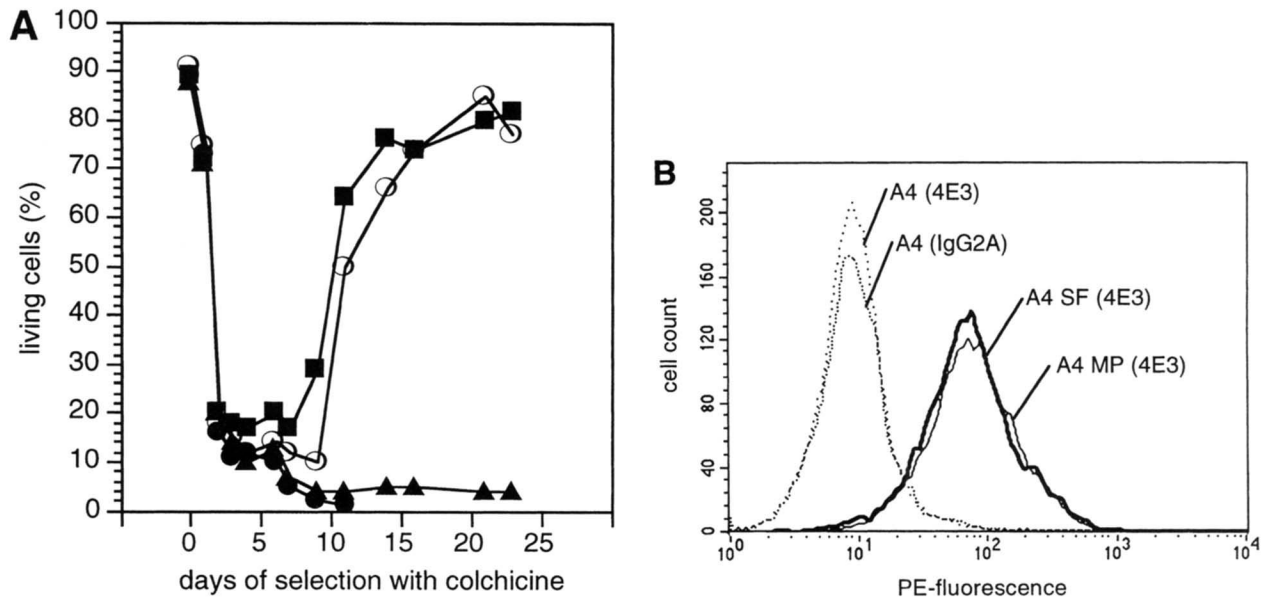 A
100
90
80
70
60
50
40
30
20
10
0
living cells (%)
0 5 10 15 20 25
days of selection with colchicine
B
200
160
120
80
40
0
cell count
A4 (4E3)
A4 (IgG2A)
A4 SF (4E3)
A4 MP (4E3)
10^0 10^1 10^2 10^3 10^4
PE-fluorescence